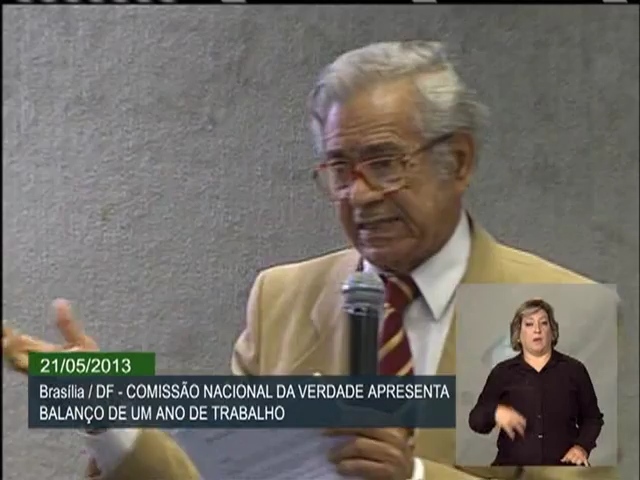 21/05/2013
Brasília / DF - COMISSÃO NACIONAL DA VERDADE APRESENTA
BALANÇO DE UM ANO DE TRABALHO